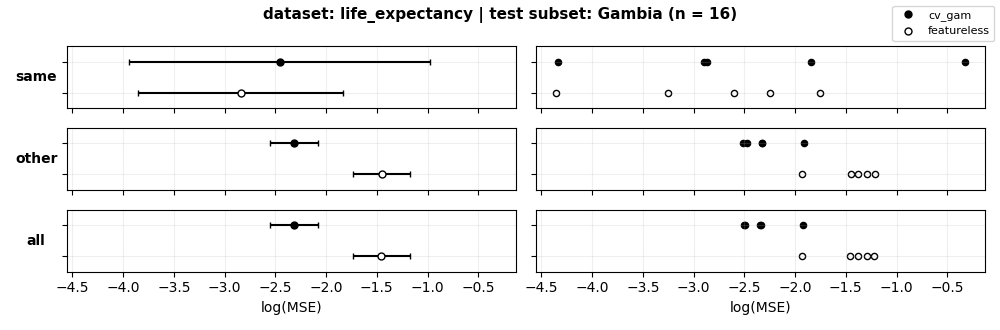 dataset: life_expectancy | test subset: Gambia (n = 16)
cv_gam
featureless
same
other
all
−4.5 −4.0 −3.5 −3.0 −2.5 −2.0 −1.5 −1.0 −0.5
−4.5 −4.0 −3.5 −3.0 −2.5 −2.0 −1.5 −1.0 −0.5
log(MSE)
log(MSE)